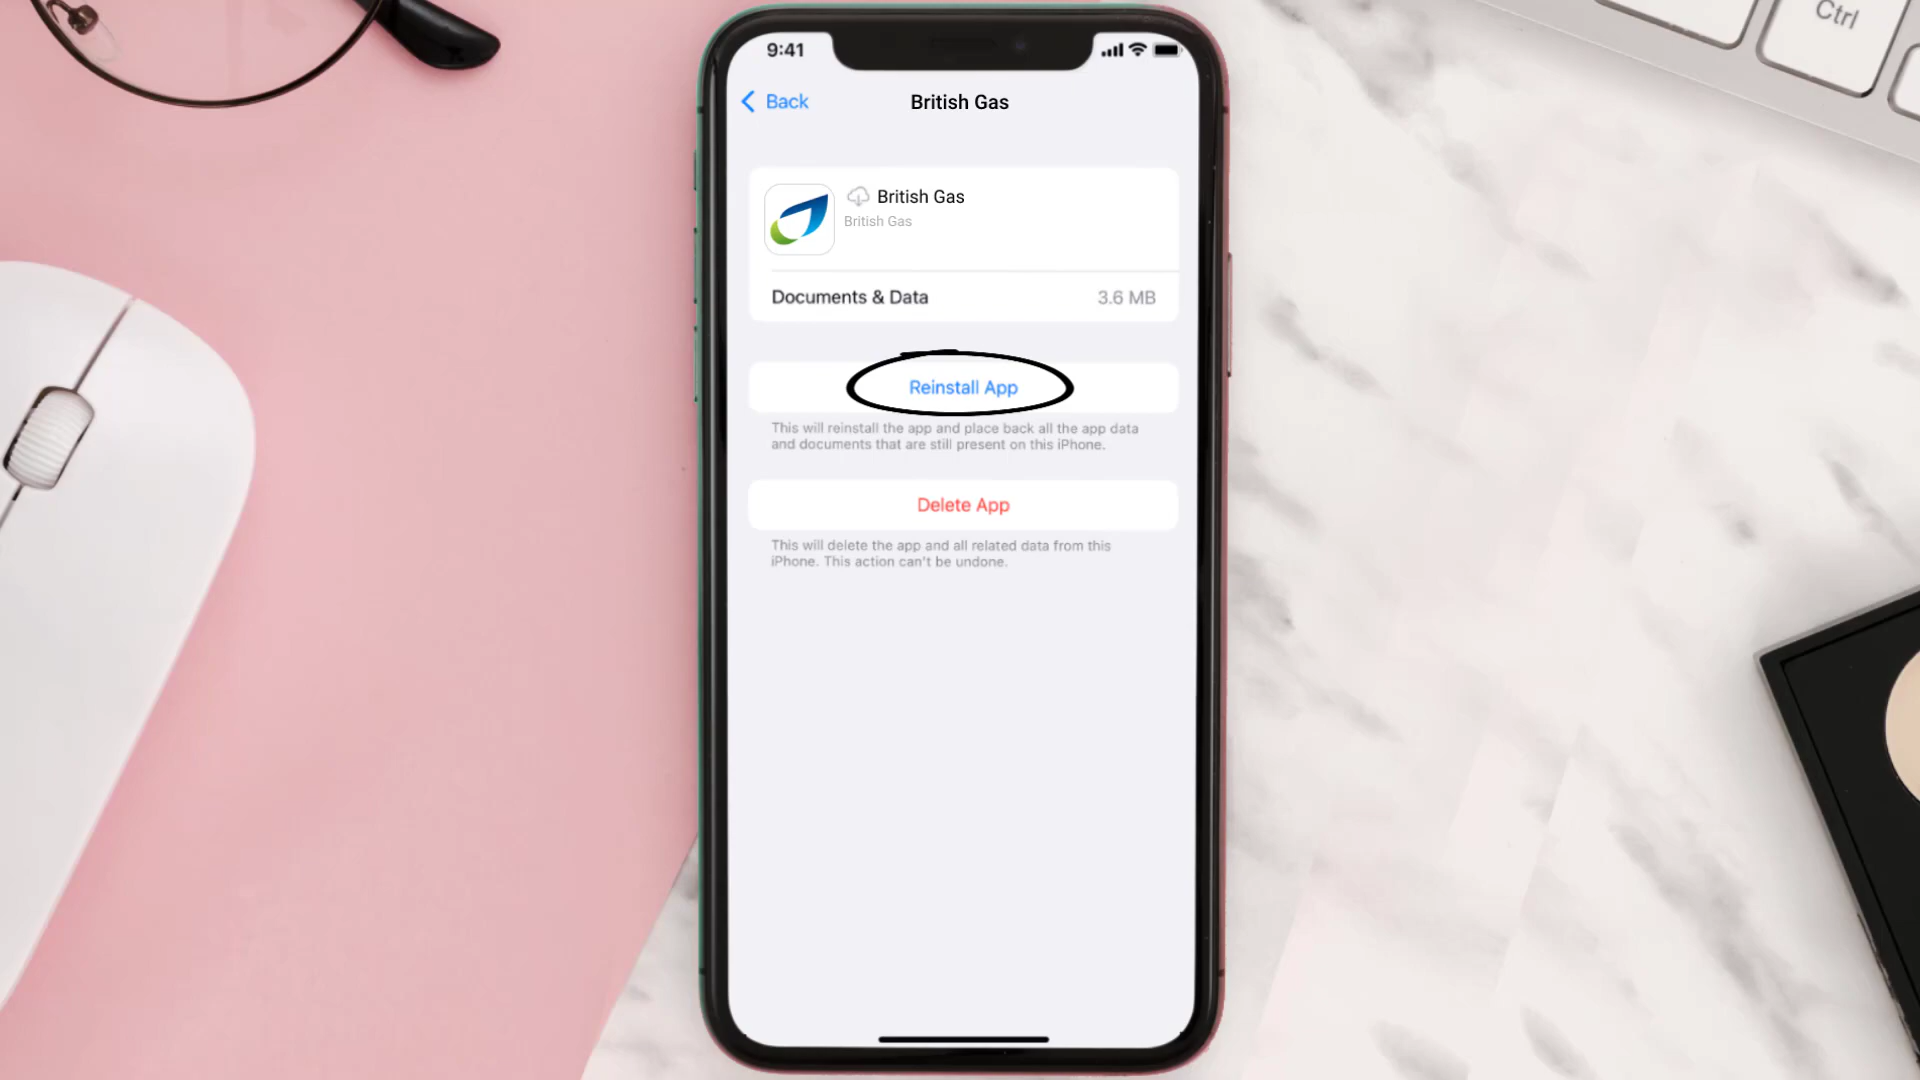 9:41
Back
British Gas
British Gas
British Gas
Documents & Data 3.6 MB
Reinstall App
This will reinstall the app and place back all the app data
and documents that are still present on this iPhone.
Delete App
This will delete the app and all related data from this
iPhone. This action can't be undone.
Ctrl